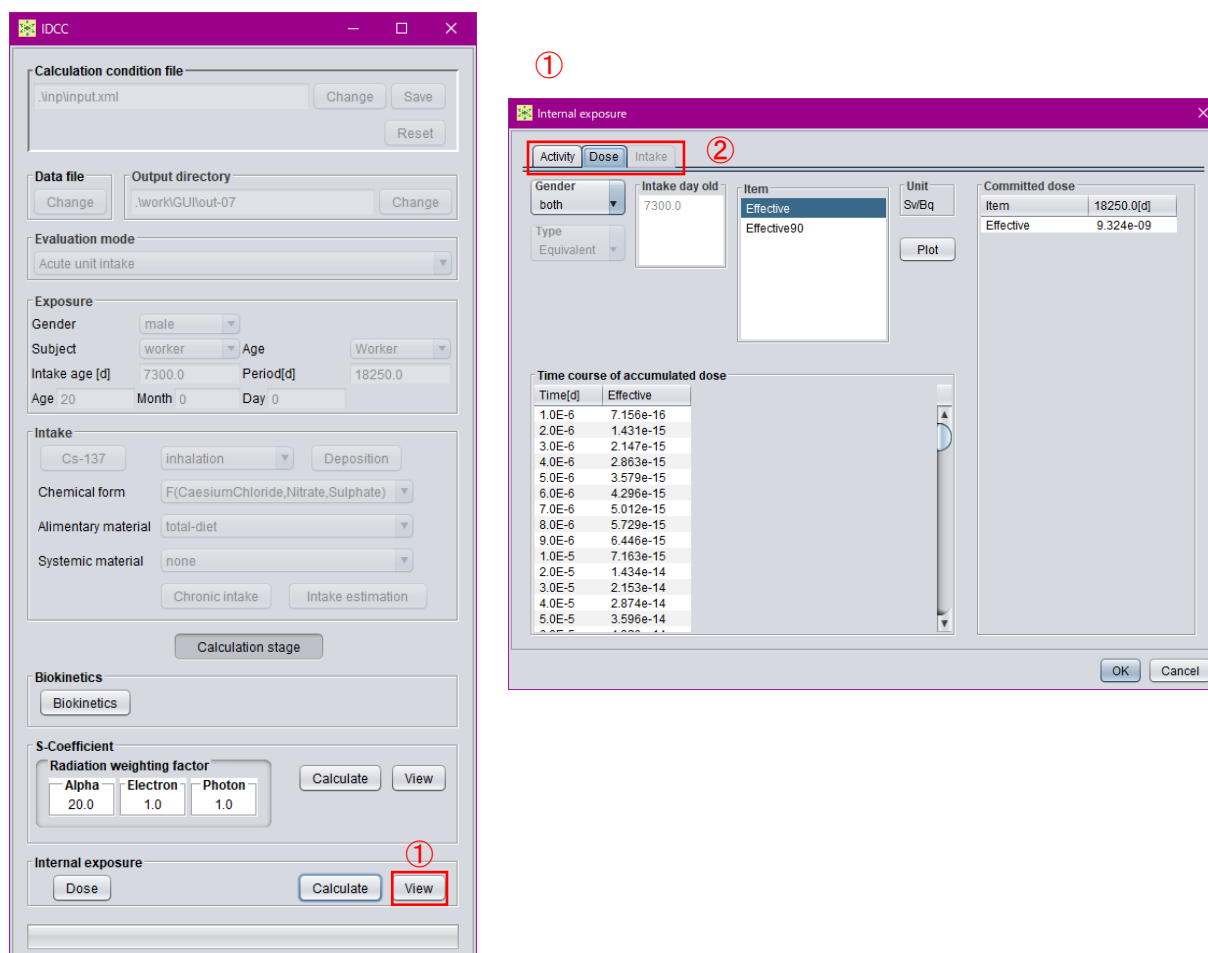 IDCC
Calculation condition file
.\inp\input.xml
Change
Save
Reset
Data file
Change
Output directory
.\work\GUI\out-07
Change
Evaluation mode
Acute unit intake
Exposure
Gender male
Subject worker Age Worker
Intake age [d] 7300.0 Period[d] 18250.0
Age 20 Month 0 Day 0
Intake
Cs-137 inhalation Deposition
Chemical form F(CaesiumChloride,Nitrate,Sulphate)
Alimentary material total-diet
Systemic material none
Chronic intake Intake estimation
Calculation stage
Biokinetics
Biokinetics
S-Coefficient
Radiation weighting factor
Alpha Electron Photon
20.0 1.0 1.0
Calculate View
Internal exposure
①
Dose Calculate View
①
Internal exposure
Activity Dose Intake
②
Gender
both
Type
Equivalent
Intake day old
7300.0
Item
Effective
Effective90
Unit
Sv/Bq
Plot
Committed dose
Item 18250.0[d]
Effective 9.324e-09
Time course of accumulated dose
Time[d] Effective
1.0E-6 7.156e-16
2.0E-6 1.431e-15
3.0E-6 2.147e-15
4.0E-6 2.863e-15
5.0E-6 3.579e-15
6.0E-6 4.296e-15
7.0E-6 5.012e-15
8.0E-6 5.729e-15
9.0E-6 6.446e-15
1.0E-5 7.163e-15
2.0E-5 1.434e-14
3.0E-5 2.153e-14
4.0E-5 2.874e-14
5.0E-5 3.596e-14
OK Cancel